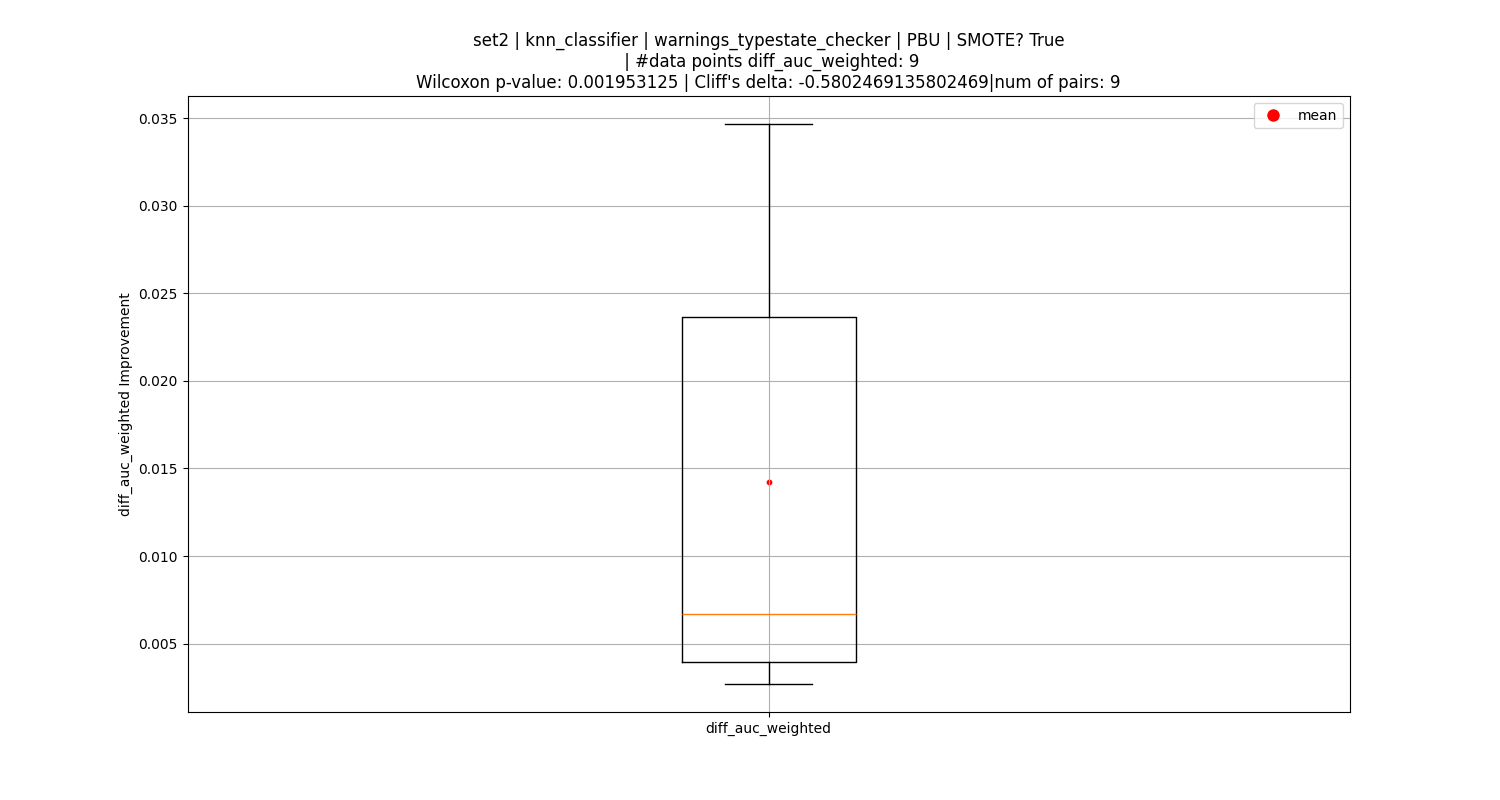 set2 | knn_classifier | warnings_typestate_checker | PBU | SMOTE? True
| #data points diff_auc_weighted: 9
Wilcoxon p-value: 0.001953125 | Cliff's delta: -0.5802469135802469|num of pairs: 9
mean
0.035
0.030
0.025
0.020
0.015
0.010
0.005
diff_auc_weighted Improvement
diff_auc_weighted